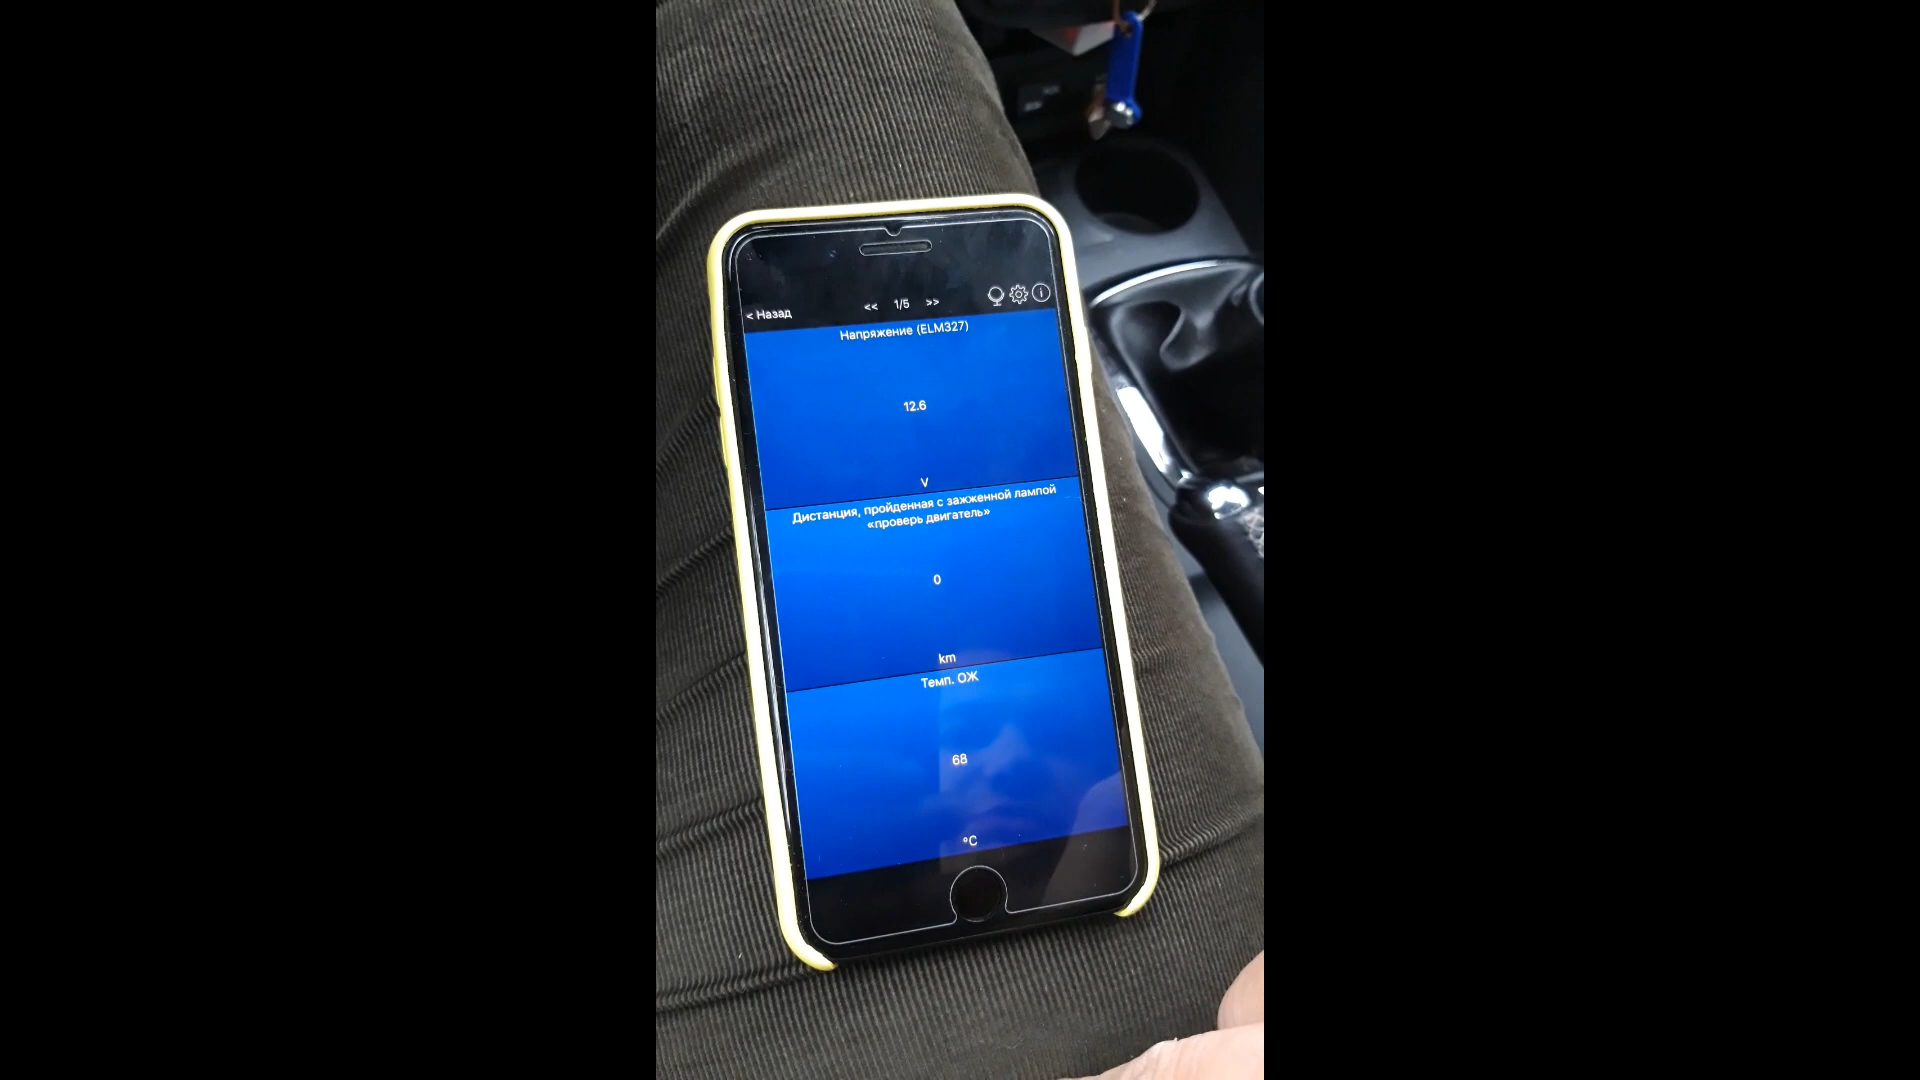 < Назад
<< 1/5 >>
Напряжение (ELM327)
12.6
V
Дистанция, пройденная с зажженной лампой
«проверь двигатель»
0
km
Темп. ОЖ
68
°C